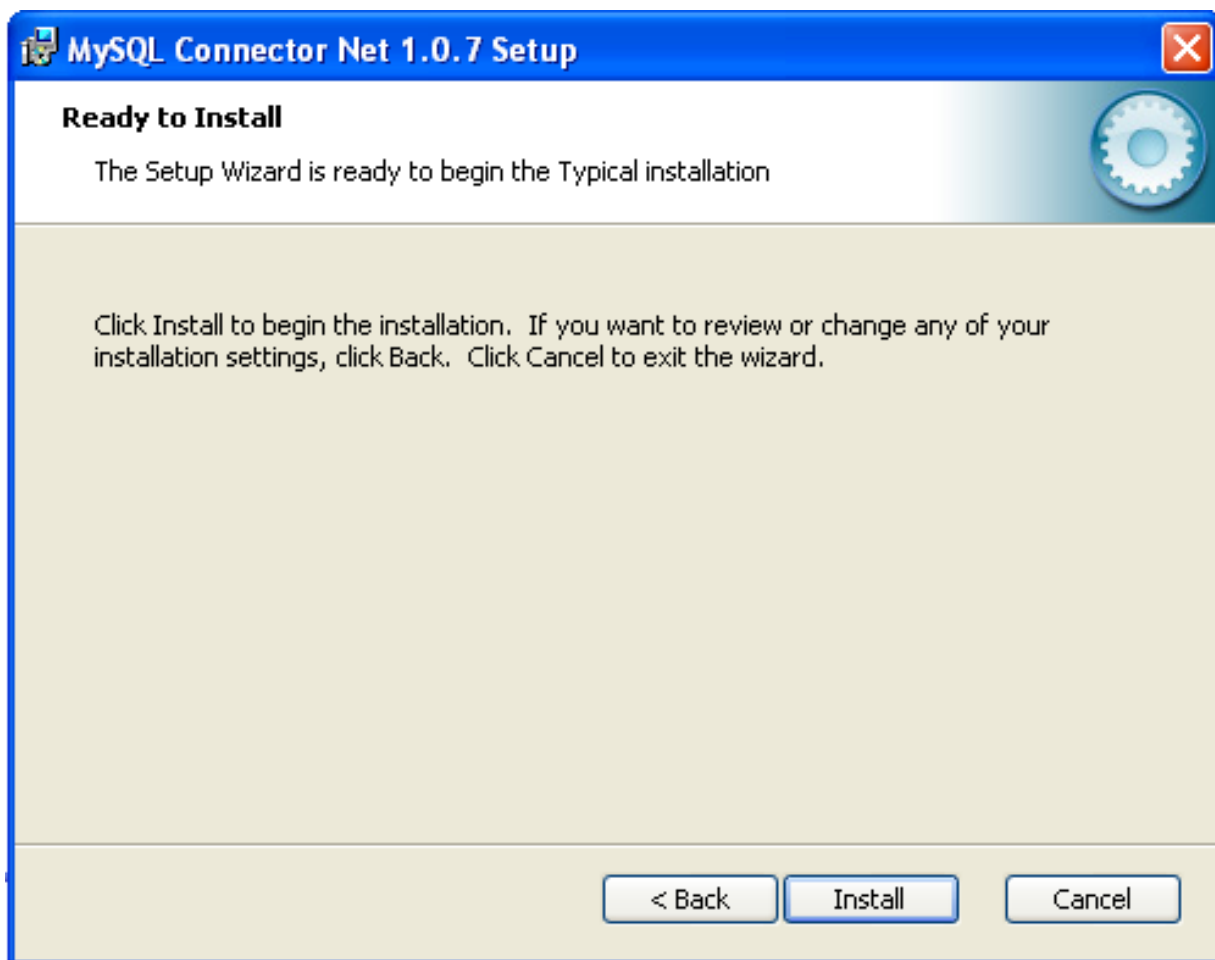 MySQL Connector Net 1.0.7 Setup
Ready to Install
The Setup Wizard is ready to begin the Typical installation
Click Install to begin the installation.  If you want to review or change any of your
installation settings, click Back.  Click Cancel to exit the wizard.
< Back Install Cancel